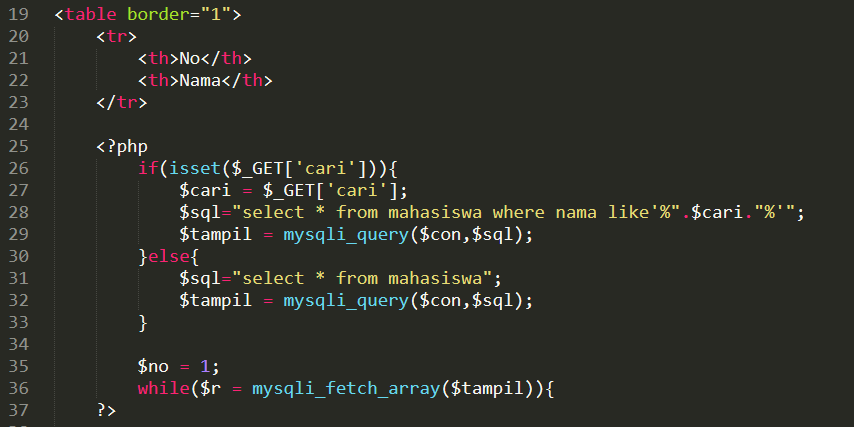 19 <table border="1">
20 <tr>
21 <th>No</th>
22 <th>Nama</th>
23 </tr>
24
25 <?php
26 if(isset($_GET['cari'])){
27 $cari = $_GET['cari'];
28 $sql="select * from mahasiswa where nama like'%".$cari."%'";
29 $tampil = mysqli_query($con,$sql);
30 }else{
31 $sql="select * from mahasiswa";
32 $tampil = mysqli_query($con,$sql);
33 }
34
35 $no = 1;
36 while($r = mysqli_fetch_array($tampil)){
37 ?>